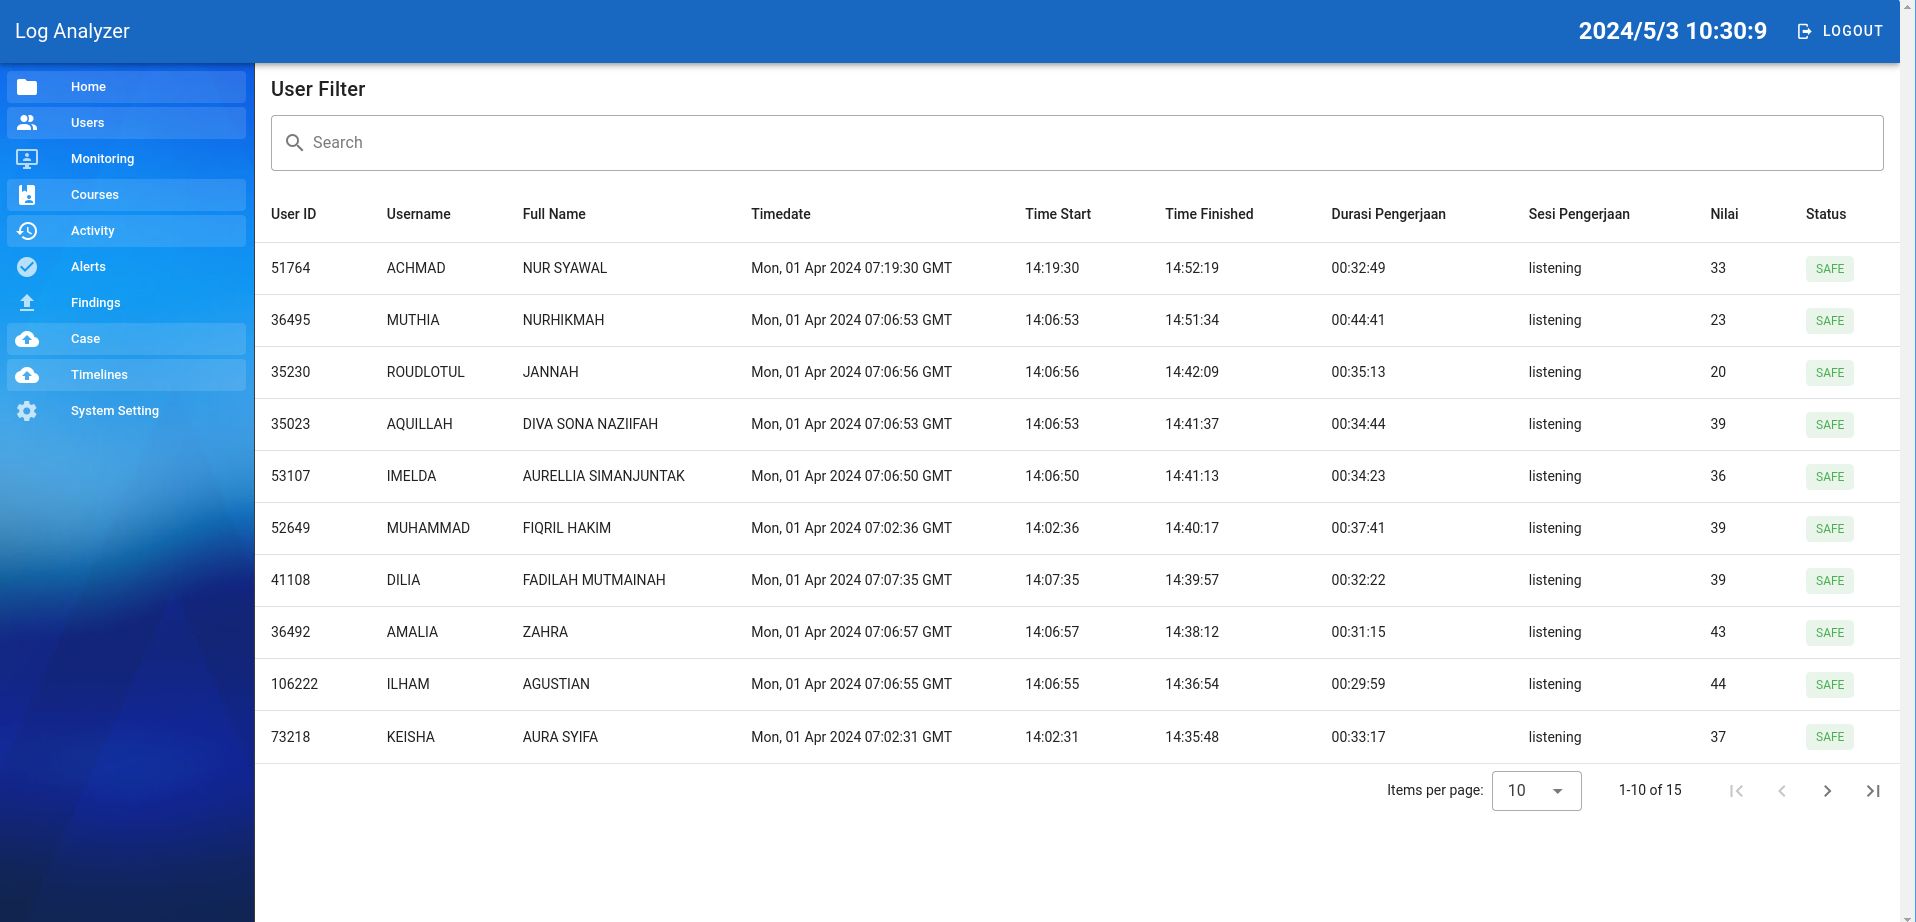 Log Analyzer
2024/5/3 10:30:9 LOGOUT
Home
Users
Monitoring
Courses
Activity
Alerts
Findings
Case
Timelines
System Setting
User Filter
Search
User ID Username Full Name Timedate Time Start Time Finished Durasi Pengerjaan Sesi Pengerjaan Nilai Status
51764 ACHMAD NUR SYAWAL Mon, 01 Apr 2024 07:19:30 GMT 14:19:30 14:52:19 00:32:49 listening 33 SAFE
36495 MUTHIA NURHIKMAH Mon, 01 Apr 2024 07:06:53 GMT 14:06:53 14:51:34 00:44:41 listening 23 SAFE
35230 ROUDLOTUL JANNAH Mon, 01 Apr 2024 07:06:56 GMT 14:06:56 14:42:09 00:35:13 listening 20 SAFE
35023 AQUILLAH DIVA SONA NAZIIFAH Mon, 01 Apr 2024 07:06:53 GMT 14:06:53 14:41:37 00:34:44 listening 39 SAFE
53107 IMELDA AURELLIA SIMANJUNTAK Mon, 01 Apr 2024 07:06:50 GMT 14:06:50 14:41:13 00:34:23 listening 36 SAFE
52649 MUHAMMAD FIQRIL HAKIM Mon, 01 Apr 2024 07:02:36 GMT 14:02:36 14:40:17 00:37:41 listening 39 SAFE
41108 DILIA FADILAH MUTMAINAH Mon, 01 Apr 2024 07:07:35 GMT 14:07:35 14:39:57 00:32:22 listening 39 SAFE
36492 AMALIA ZAHRA Mon, 01 Apr 2024 07:06:57 GMT 14:06:57 14:38:12 00:31:15 listening 43 SAFE
106222 ILHAM AGUSTIAN Mon, 01 Apr 2024 07:06:55 GMT 14:06:55 14:36:54 00:29:59 listening 44 SAFE
73218 KEISHA AURA SYIFA Mon, 01 Apr 2024 07:02:31 GMT 14:02:31 14:35:48 00:33:17 listening 37 SAFE
Items per page: 10 1-10 of 15